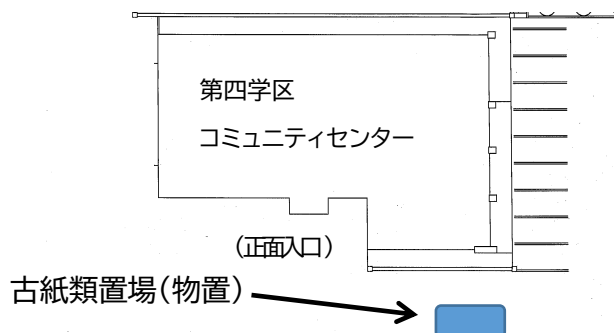 第四学区
コミュニティセンター
(正面入口)
古紙類置場(物置)